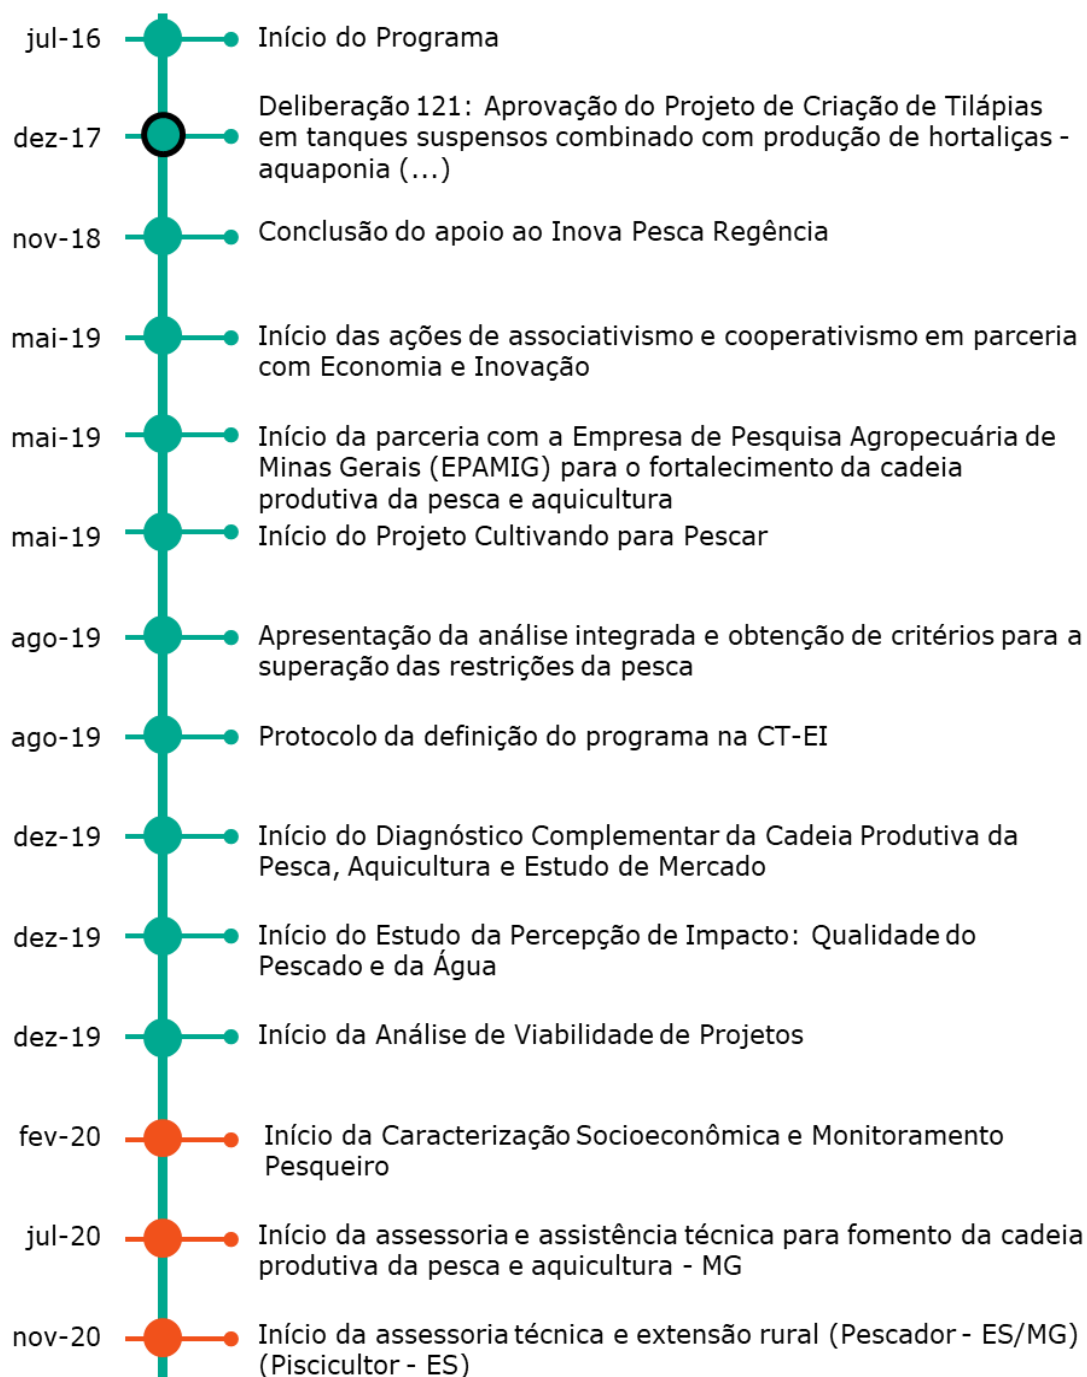 jul-16 Início do Programa
Deliberação 121: Aprovação do Projeto de Criação de Tilápias
dez-17 em tanques suspensos combinado com produção de hortaliças -
aquaponia (...)
nov-18 Conclusão do apoio ao Inova Pesca Regência
mai-19 Início das ações de associativismo e cooperativismo em parceria
com Economia e Inovação
mai-19 Início da parceria com a Empresa de Pesquisa Agropecuária de
Minas Gerais (EPAMIG) para o fortalecimento da cadeia
produtiva da pesca e aquicultura
mai-19 Início do Projeto Cultivando para Pescar
ago-19 Apresentação da análise integrada e obtenção de critérios para a
superação das restrições da pesca
ago-19 Protocolo da definição do programa na CT-EI
dez-19 Início do Diagnóstico Complementar da Cadeia Produtiva da
Pesca, Aquicultura e Estudo de Mercado
dez-19 Início do Estudo da Percepção de Impacto: Qualidade do
Pescado e da Água
dez-19 Início da Análise de Viabilidade de Projetos
fev-20 Início da Caracterização Socioeconômica e Monitoramento
Pesqueiro
jul-20 Início da assessoria e assistência técnica para fomento da cadeia
produtiva da pesca e aquicultura - MG
nov-20 Início da assessoria técnica e extensão rural (Pescador - ES/MG)
(Piscicultor - ES)